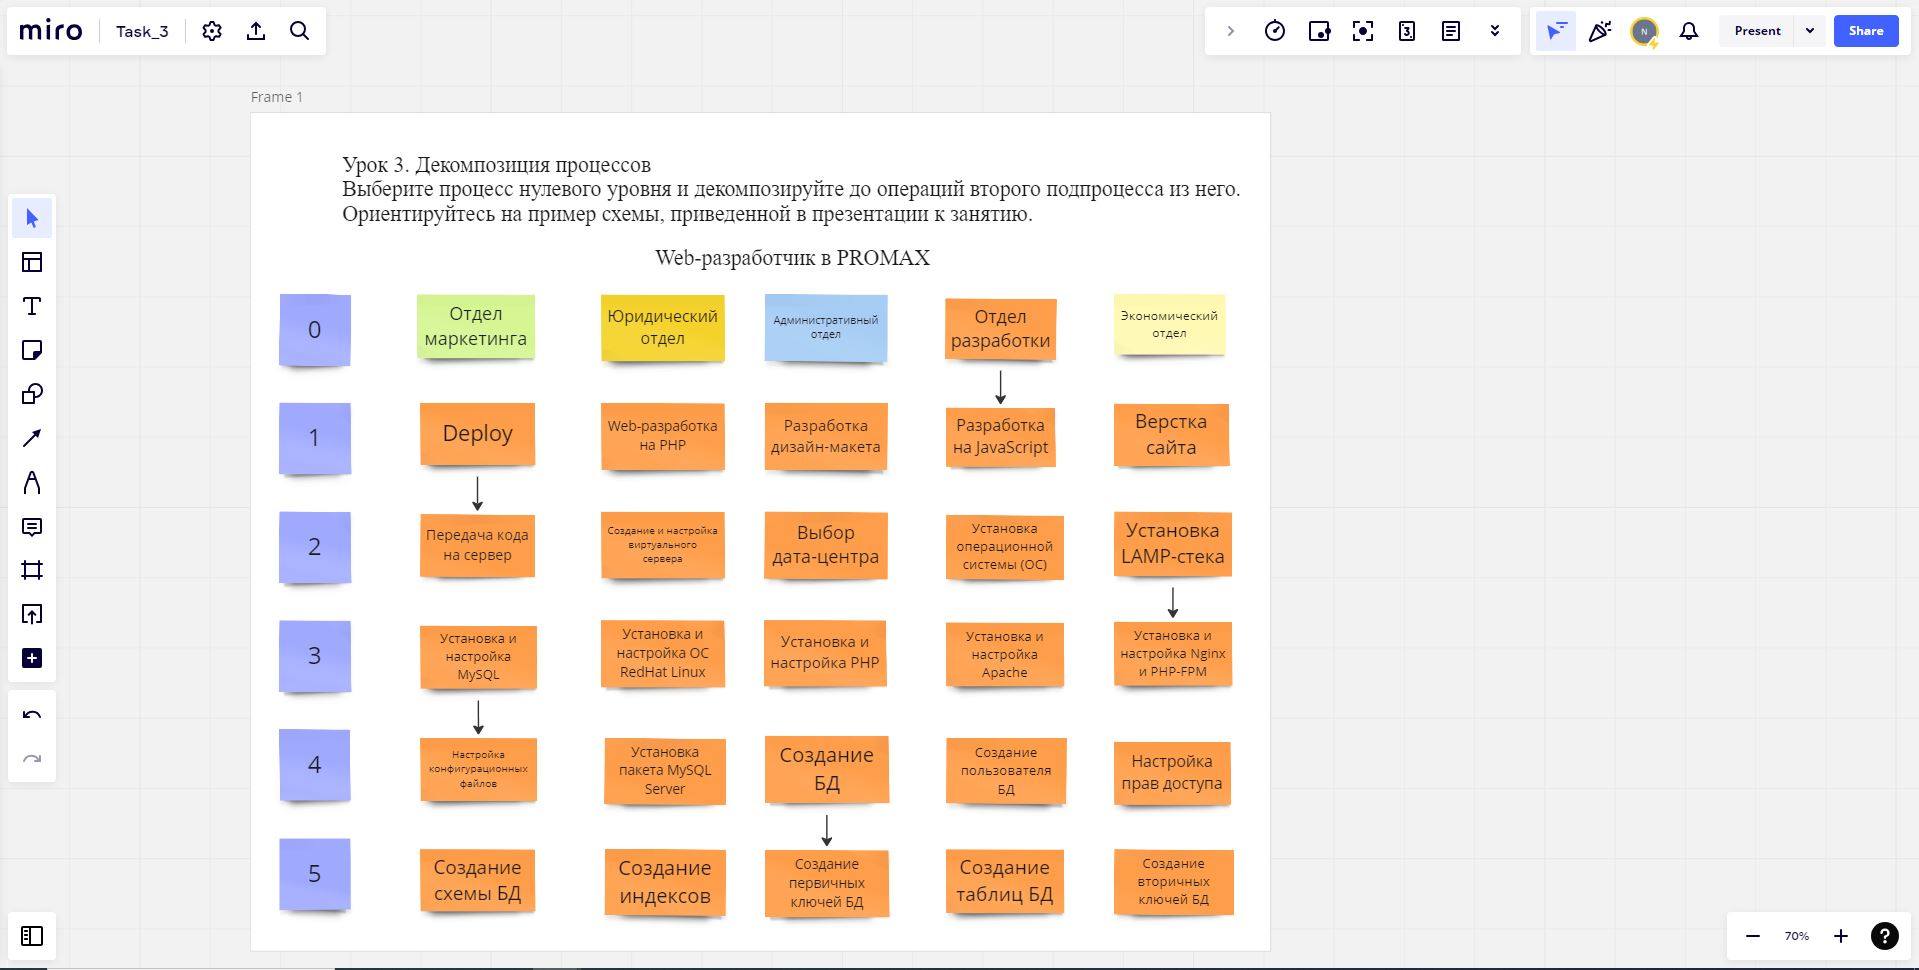 miro
Task_3
3
N
Present
Share
Frame 1
Урок 3. Декомпозиция процессов
Выберите процесс нулевого уровня и декомпозируйте до операций второго подпроцесса из него.
Ориентируйтесь на пример схемы, приведенной в презентации к занятию.
Web-разработчик в PROMAX
0
Отдел
маркетинга
Юридический
отдел
Административный
отдел
Отдел
разработки
Экономический
отдел
1
Deploy
Web-разработка
на PHP
Разработка
дизайн-макета
Разработка
на JavaScript
Верстка
сайта
2
Передача кода
на сервер
Создание и настройка
виртуального
сервера
Выбор
дата-центра
Установка
операционной
системы (ОС)
Установка
LAMP-стека
3
Установка и
настройка
MySQL
Установка и
настройка ОС
RedHat Linux
Установка и
настройка PHP
Установка и
настройка
Apache
Установка и
настройка Nginx
и PHP-FPM
4
Настройка
конфигурационных
файлов
Установка
пакета MySQL
Server
Создание
БД
Создание
пользователя
БД
Настройка
прав доступа
5
Создание
схемы БД
Создание
индексов
Создание
первичных
ключей БД
Создание
таблиц БД
Создание
вторичных
ключей БД
70%
?